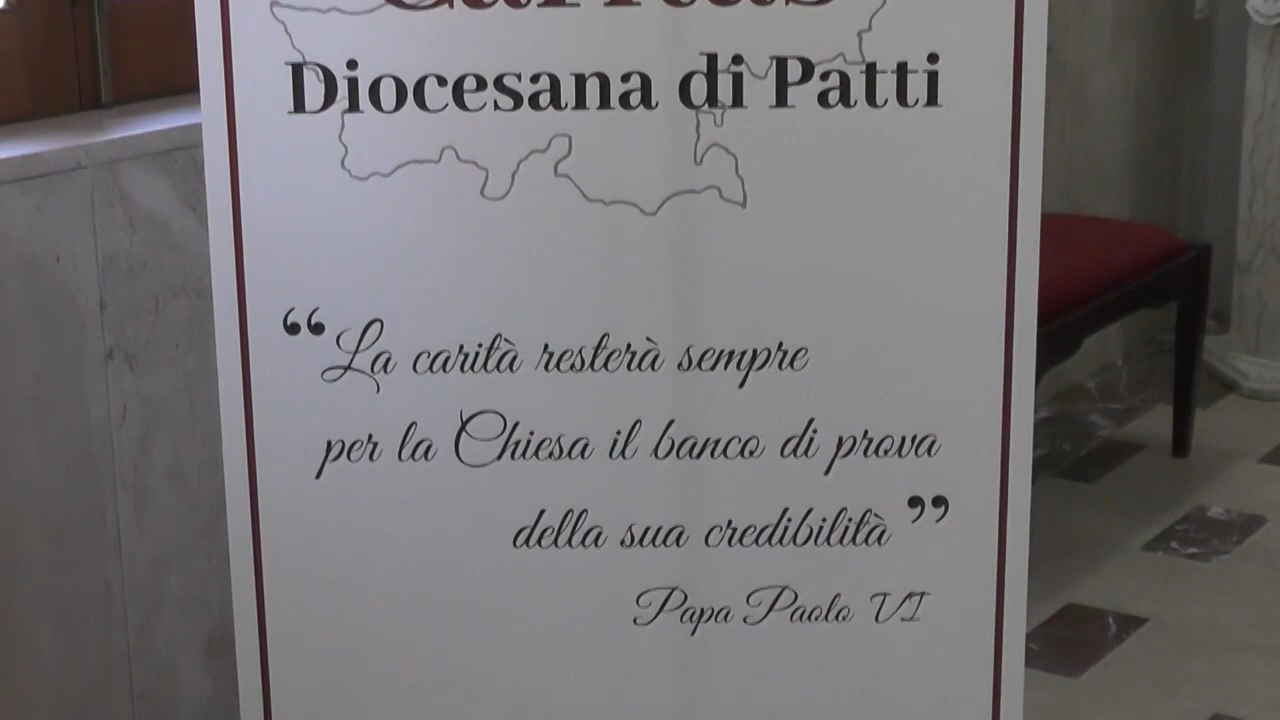 Caritas
Diocesana di Patti
“La carità resterà sempre
per la Chiesa il banco di prova
della sua credibilità”
Papa Paolo VI